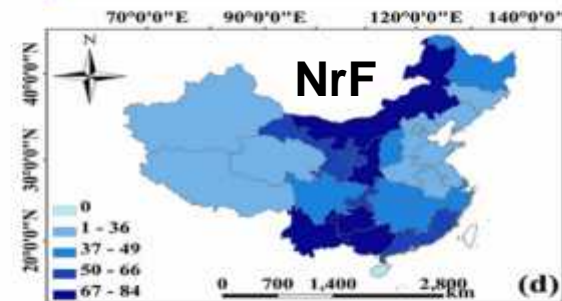 70°0'0"E 90°0'0"E 120°0'0"E 140°0'0"E
N
40°0'0"N
30°0'0"N
20°0'0"N
NrF
0
1 - 36
37 - 49
50 - 66
67 - 84
0 700 1,400 2,800
km
(d)